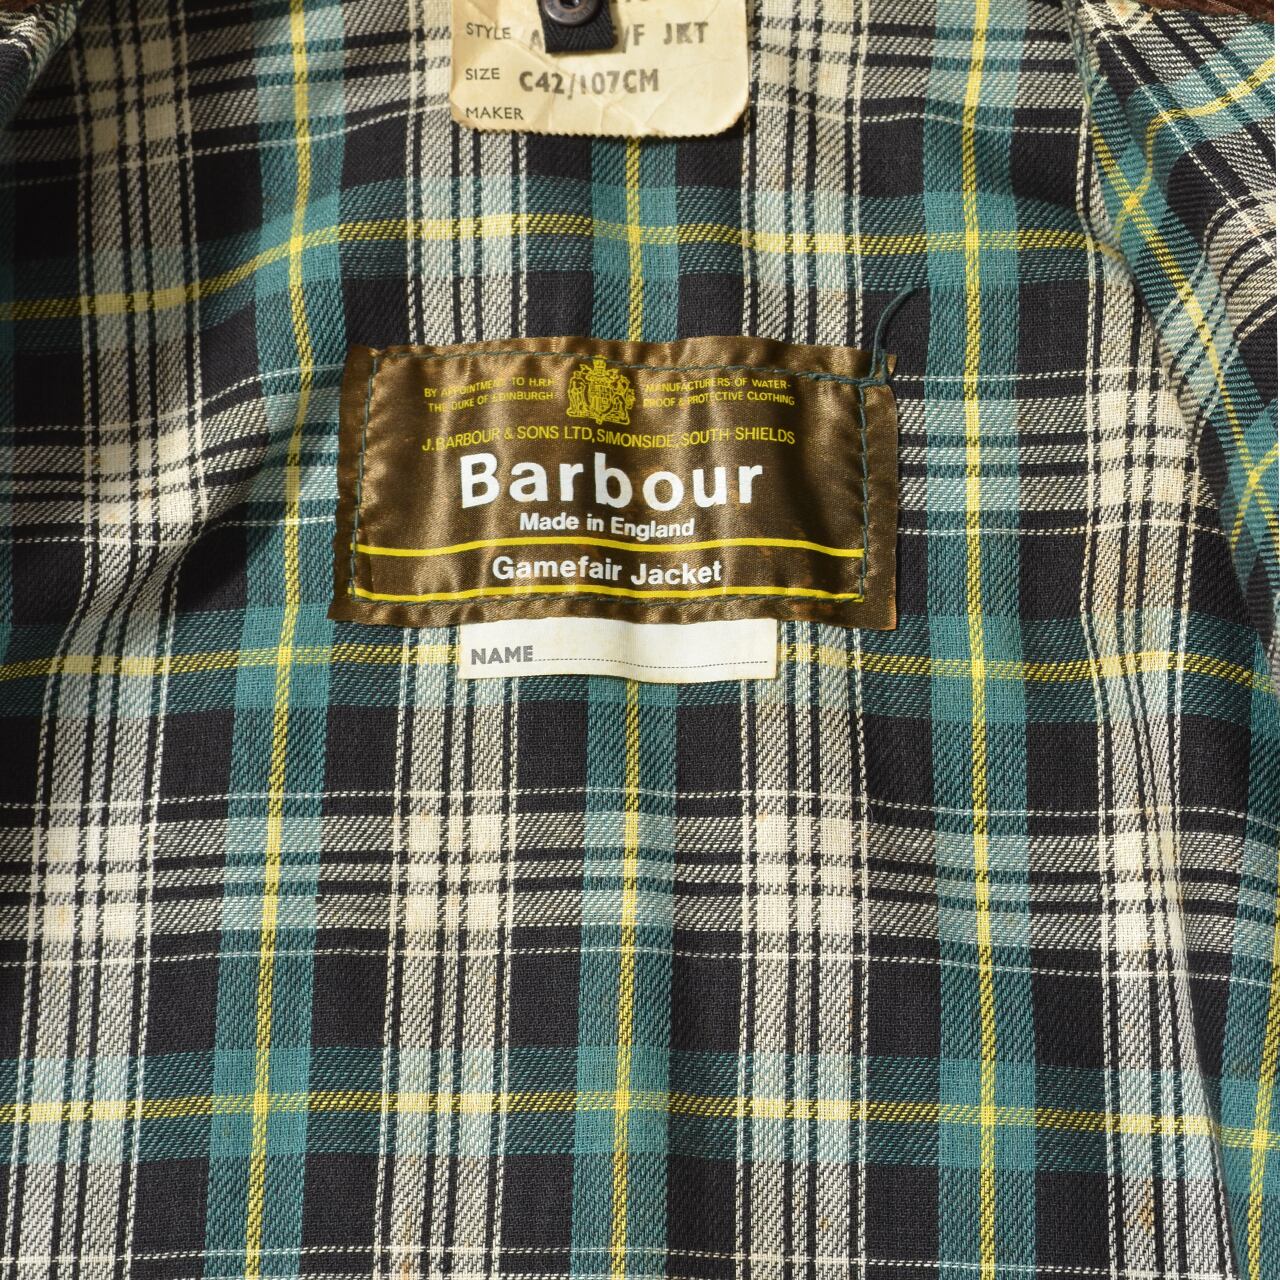 STYLE A /F JKT
SIZE C42/107CM
MAKER
BY APPOINTMENT TO H.R.H. MANUFACTURERS OF WATER-
THE DUKE OF EDINBURGH PROOF & PROTECTIVE CLOTHING
J. BARBOUR & SONS LTD, SIMONSIDE, SOUTH SHIELDS
Barbour
Made in England
Gamefair Jacket
NAME